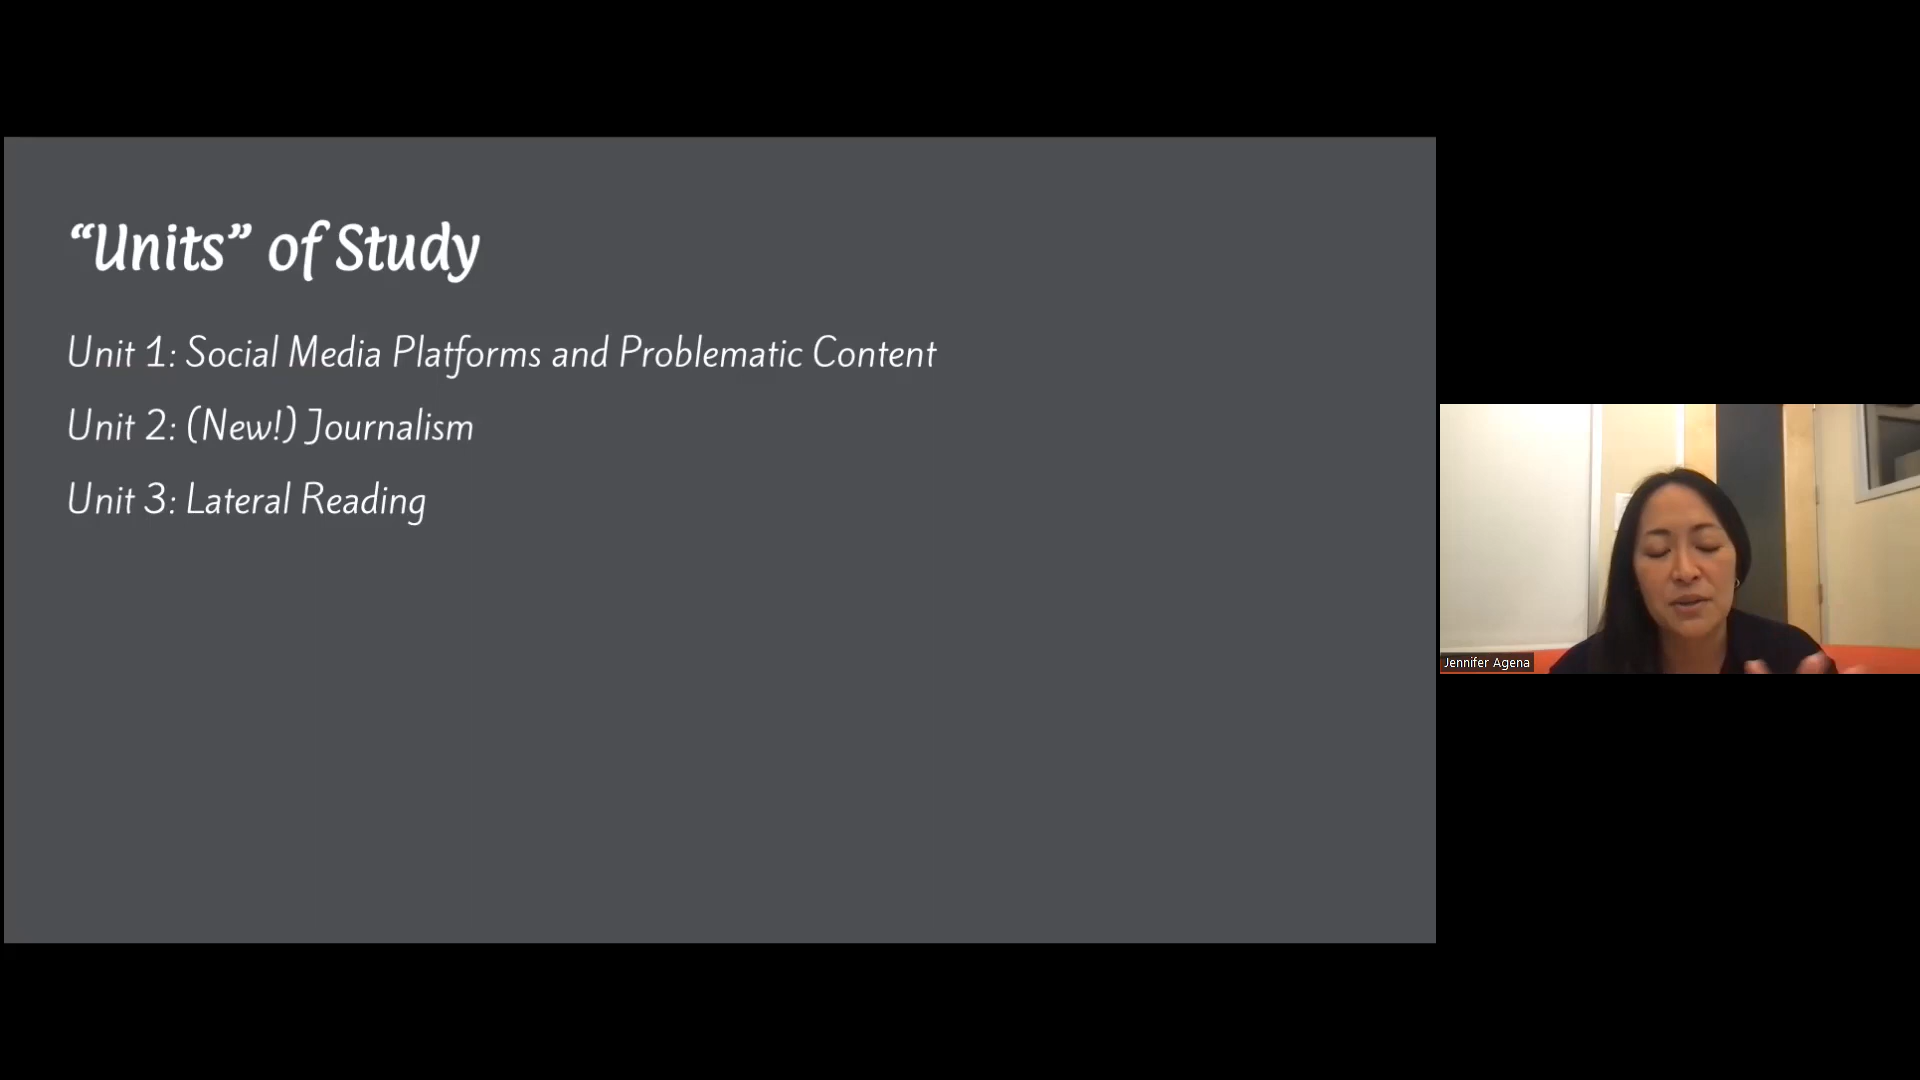 “Units” of Study
Unit 1: Social Media Platforms and Problematic Content
Unit 2: (New!) Journalism
Unit 3: Lateral Reading
Jennifer Agena